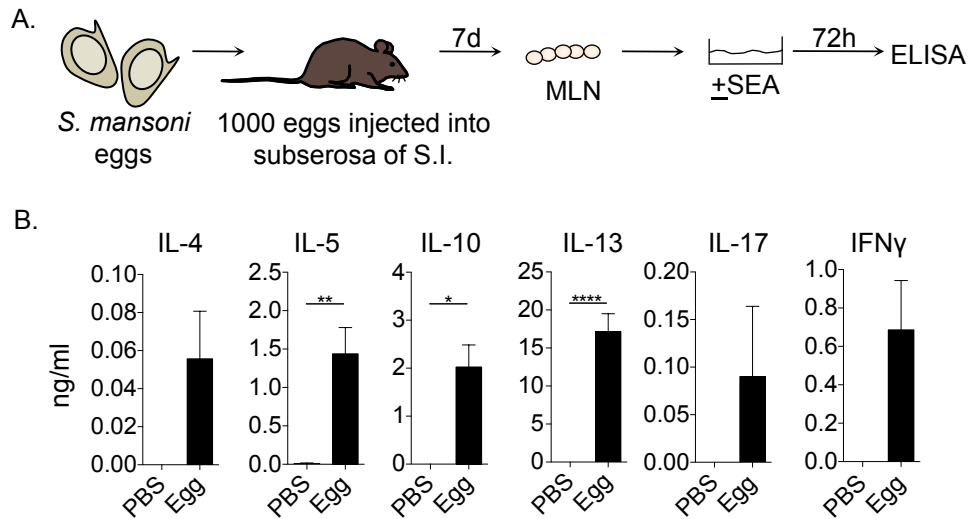 A.
7d
72h
ELISA
MLN
+SEA
S. mansoni
eggs
1000 eggs injected into
subserosa of S.I.
B.
IL-4
IL-5
IL-10
IL-13
IL-17
IFNγ
ng/ml
0.10
0.08
0.06
0.04
0.02
0.00
PBS
Egg
2.5
2.0
1.5
1.0
0.5
0.0
**
PBS
Egg
4
3
2
1
0
*
PBS
Egg
25
20
15
10
5
0
****
PBS
Egg
0.20
0.15
0.10
0.05
0.00
PBS
Egg
1.0
0.8
0.6
0.4
0.2
0.0
PBS
Egg